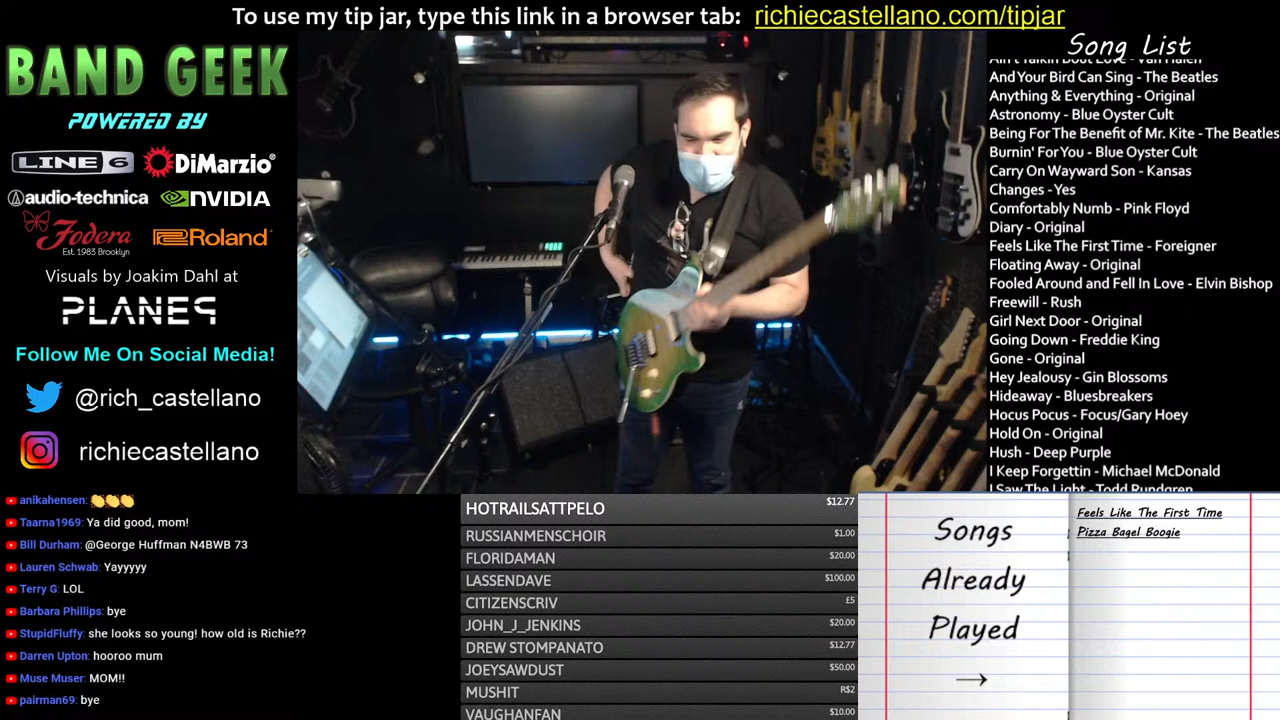 To use my tip jar, type this link in a browser tab: richiecastellano.com/tipjar
BAND GEEK
POWERED BY
LINE 6 DiMarzio
audio-technica NVIDIA
Fodera Roland
Est. 1983 Brooklyn
Visuals by Joakim Dahl at
PLANE9
Follow Me On Social Media!
@rich_castellano
richiecastellano
Song List
Ain't Talkin Bout Love - Van Halen
And Your Bird Can Sing - The Beatles
Anything & Everything - Original
Astronomy - Blue Oyster Cult
Being For The Benefit of Mr. Kite - The Beatles
Burnin' For You - Blue Oyster Cult
Carry On Wayward Son - Kansas
Changes - Yes
Comfortably Numb - Pink Floyd
Diary - Original
Feels Like The First Time - Foreigner
Floating Away - Original
Fooled Around and Fell In Love - Elvin Bishop
Freewill - Rush
Girl Next Door - Original
Going Down - Freddie King
Gone - Original
Hey Jealousy - Gin Blossoms
Hideaway - Bluesbreakers
Hocus Pocus - Focus/Gary Hoey
Hold On - Original
Hush - Deep Purple
I Keep Forgettin - Michael McDonald
I Saw The Light - Todd Rundgren
anikahensen: 👏👏👏
Taarna1969: Ya did good, mom!
Bill Durham: @George Huffman N4BWB 73
Lauren Schwab: Yayyyyy
Terry G: LOL
Barbara Phillips: bye
StupidFluffy: she looks so young! how old is Richie??
Darren Upton: hooroo mum
Muse Muser: MOM!!
pairman69: bye
HOTRAILSATTPELO $12.77
RUSSIANMENSCHOIR $1.00
FLORIDAMAN $20.00
LASSENDAVE $100.00
CITIZENSCRIV £5
JOHN_J_JENKINS $20.00
DREW STOMPANATO $12.77
JOEYSAWDUST $50.00
MUSHIT R$2
VAUGHANFAN $10.00
Songs
Already
Played
→
Feels Like The First Time
Pizza Bagel Boogie